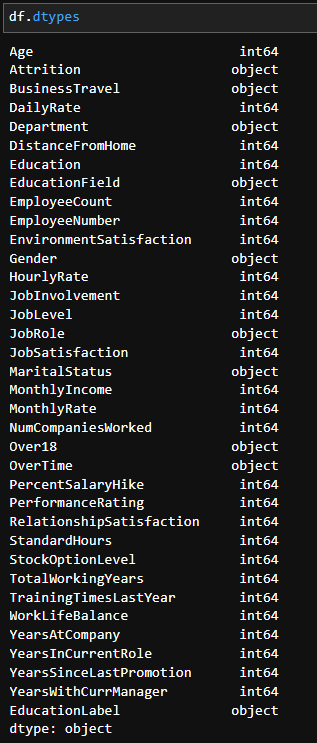 df.dtypes
Age int64
Attrition object
BusinessTravel object
DailyRate int64
Department object
DistanceFromHome int64
Education int64
EducationField object
EmployeeCount int64
EmployeeNumber int64
EnvironmentSatisfaction int64
Gender object
HourlyRate int64
JobInvolvement int64
JobLevel int64
JobRole object
JobSatisfaction int64
MaritalStatus object
MonthlyIncome int64
MonthlyRate int64
NumCompaniesWorked int64
Over18 object
OverTime object
PercentSalaryHike int64
PerformanceRating int64
RelationshipSatisfaction int64
StandardHours int64
StockOptionLevel int64
TotalWorkingYears int64
TrainingTimesLastYear int64
WorkLifeBalance int64
YearsAtCompany int64
YearsInCurrentRole int64
YearsSinceLastPromotion int64
YearsWithCurrManager int64
EducationLabel object
dtype: object